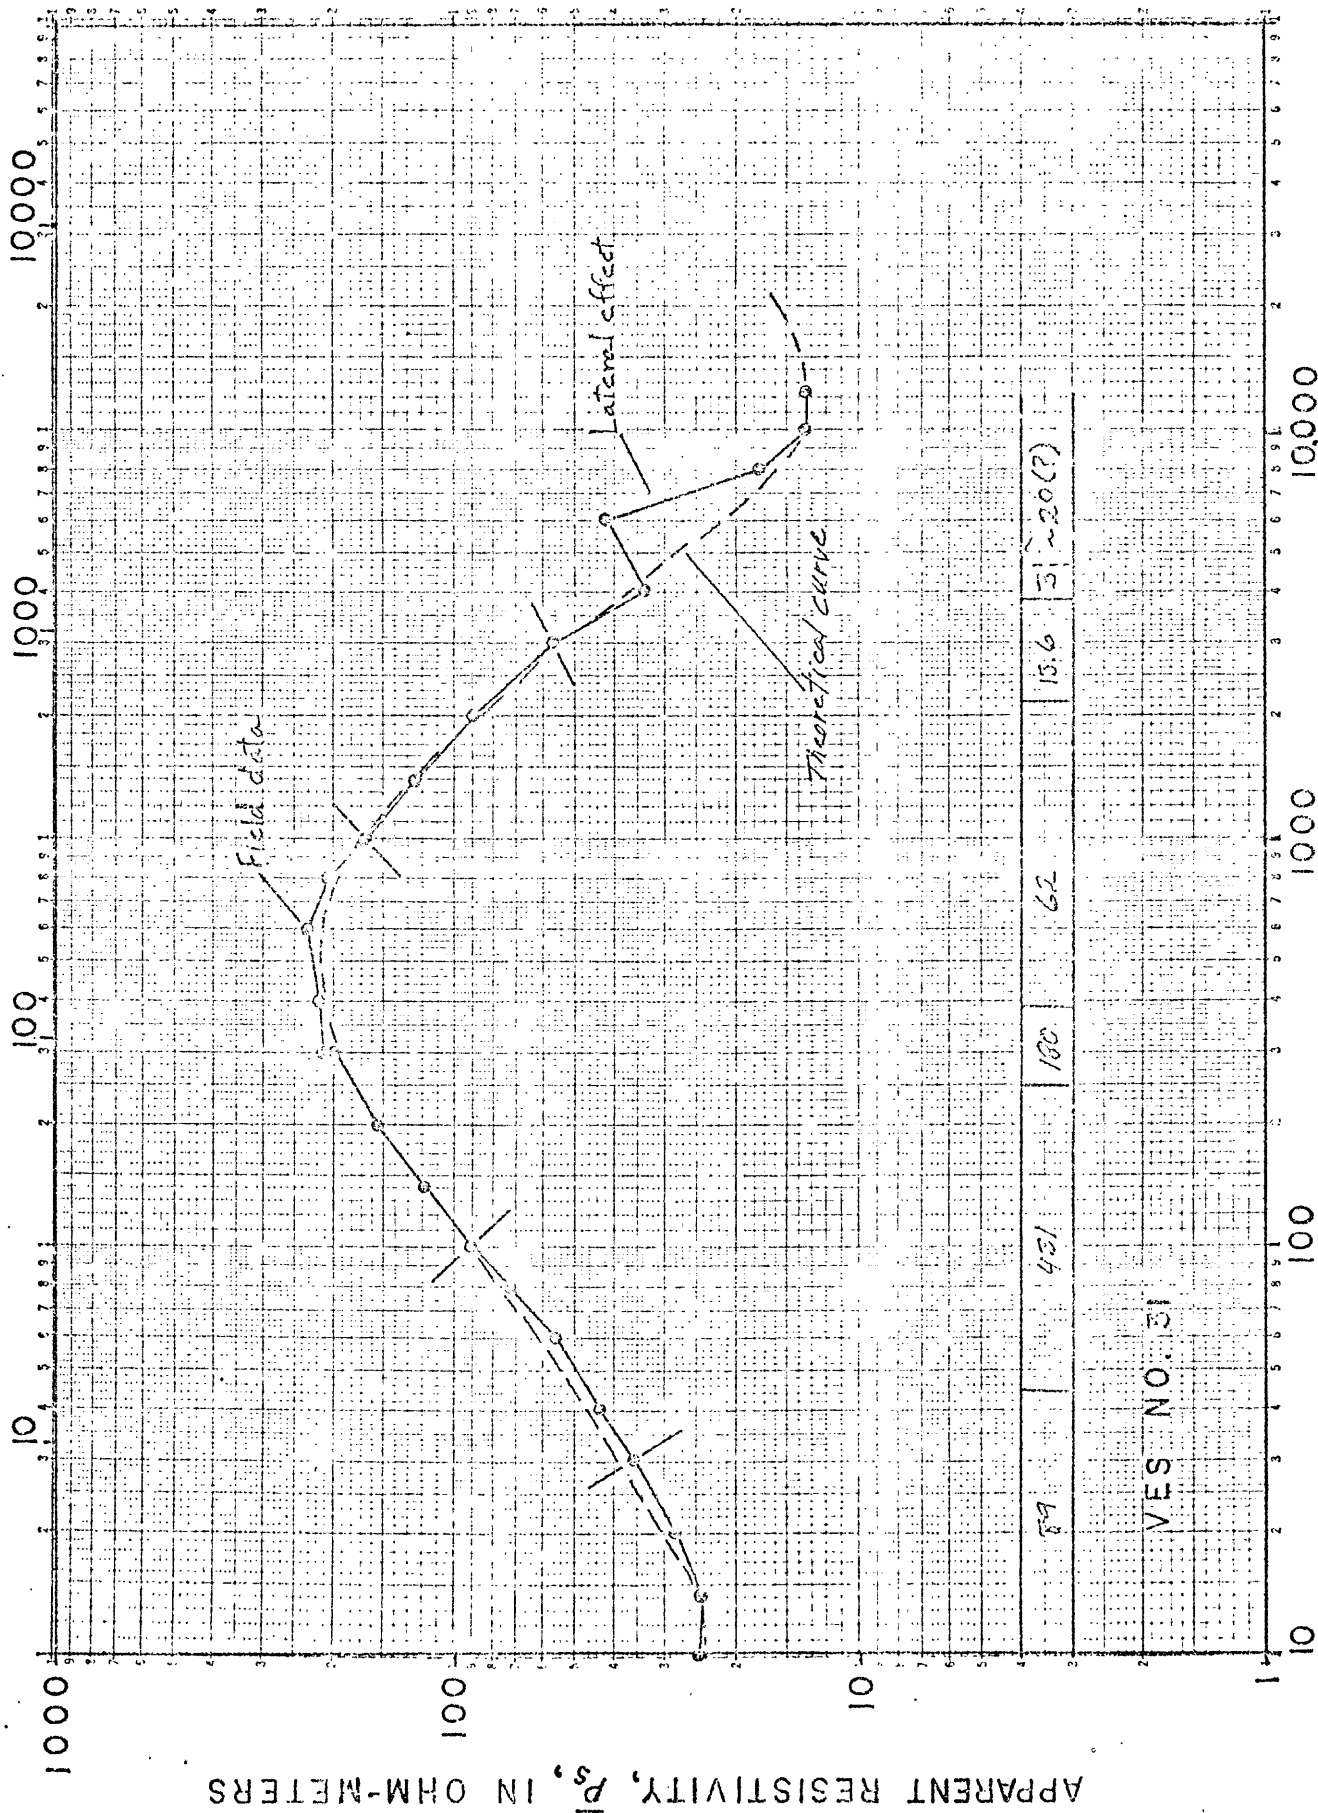 10 100 1000 10000
1000
100
10
1
APPARENT RESISTIVITY, ρ̅s, IN OHM-METERS
Field data
Lateral effect
Theoretical curve
431 180 62 13.6 31 ~20(?)
VES NO. 31
10 100 1000 10,000